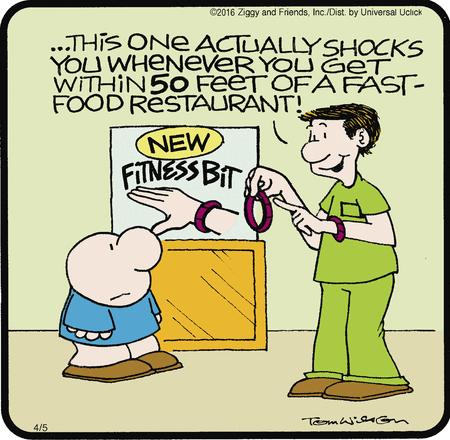 ©2016 Ziggy and Friends, Inc./Dist. by Universal Uclick
...THIS ONE ACTUALLY SHOCKS
YOU WHENEVER YOU GET
WITHIN 50 FEET OF A FAST-
FOOD RESTAURANT!
NEW
FITNESS BIT
4/5
Tom Wilson